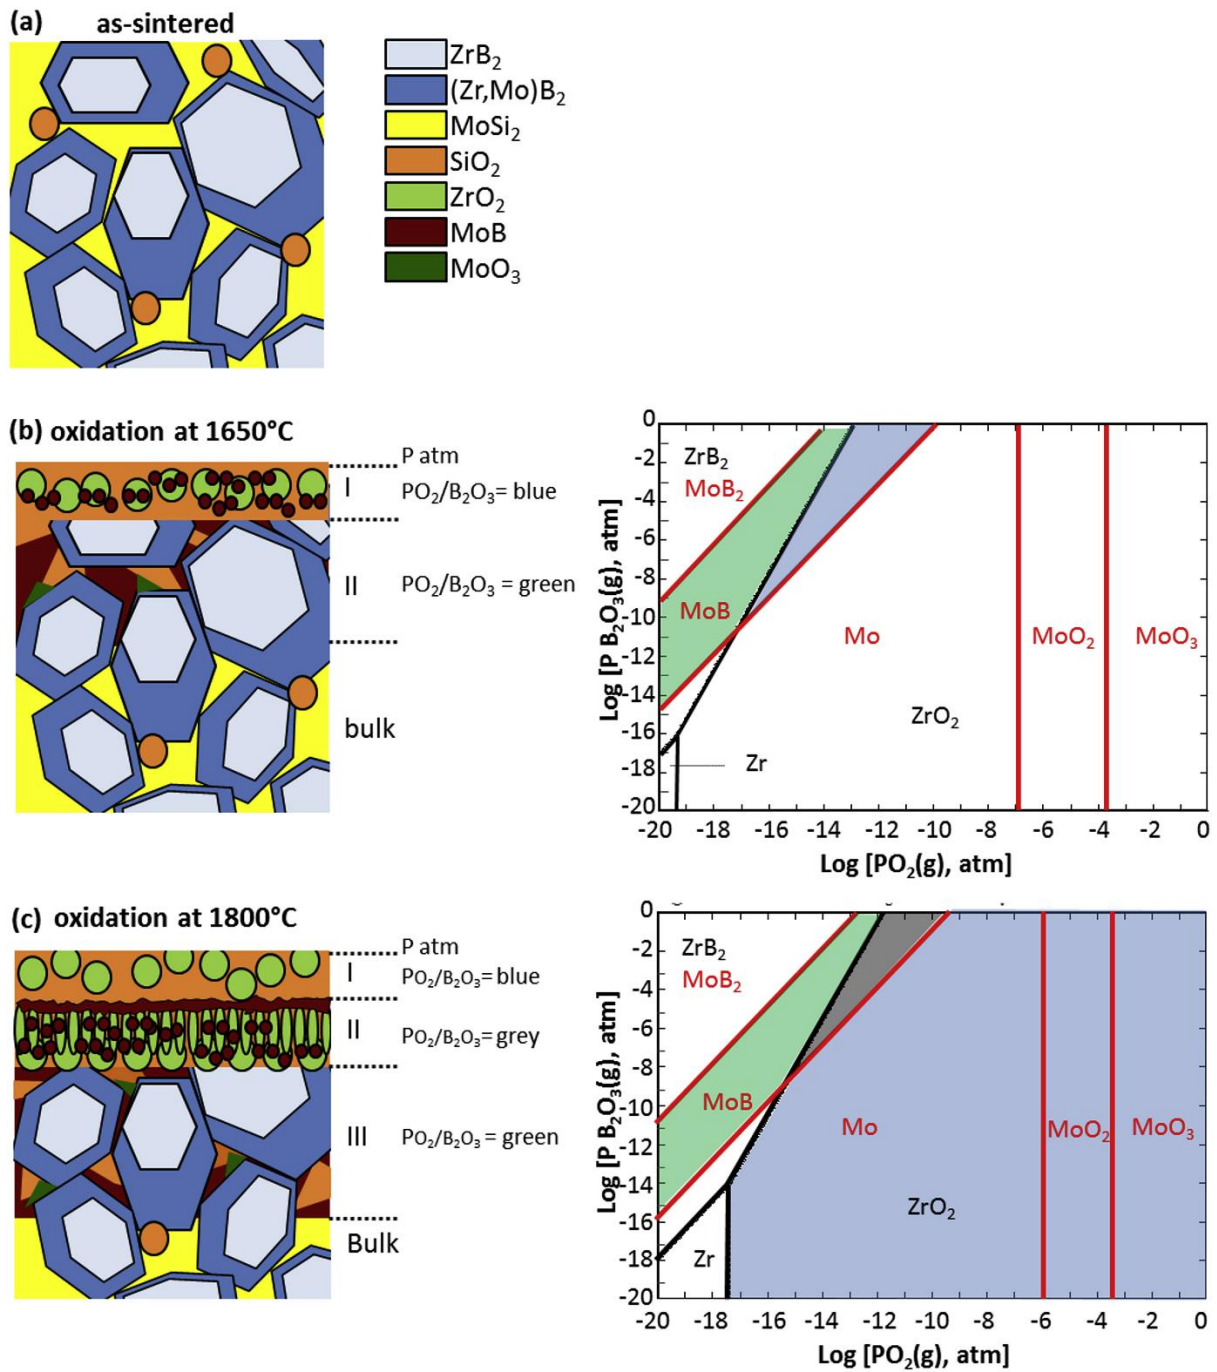 (a) as-sintered
ZrB₂
(Zr,Mo)B₂
MoSi₂
SiO₂
ZrO₂
MoB
MoO₃
(b) oxidation at 1650°C
P atm
I PO₂/B₂O₃= blue
II PO₂/B₂O₃ = green
bulk
Log [P B₂O₃(g), atm]
0
-2
-4
-6
-8
-10
-12
-14
-16
-18
-20
ZrB₂
MoB₂
MoB
Mo
MoO₂
MoO₃
ZrO₂
Zr
-20 -18 -16 -14 -12 -10 -8 -6 -4 -2 0
Log [PO₂(g), atm]
(c) oxidation at 1800°C
P atm
I PO₂/B₂O₃= blue
II PO₂/B₂O₃= grey
III PO₂/B₂O₃ = green
Bulk
Log [P B₂O₃(g), atm]
0
-2
-4
-6
-8
-10
-12
-14
-16
-18
-20
ZrB₂
MoB₂
MoB
Mo
MoO₂
MoO₃
ZrO₂
Zr
-20 -18 -16 -14 -12 -10 -8 -6 -4 -2 0
Log [PO₂(g), atm]